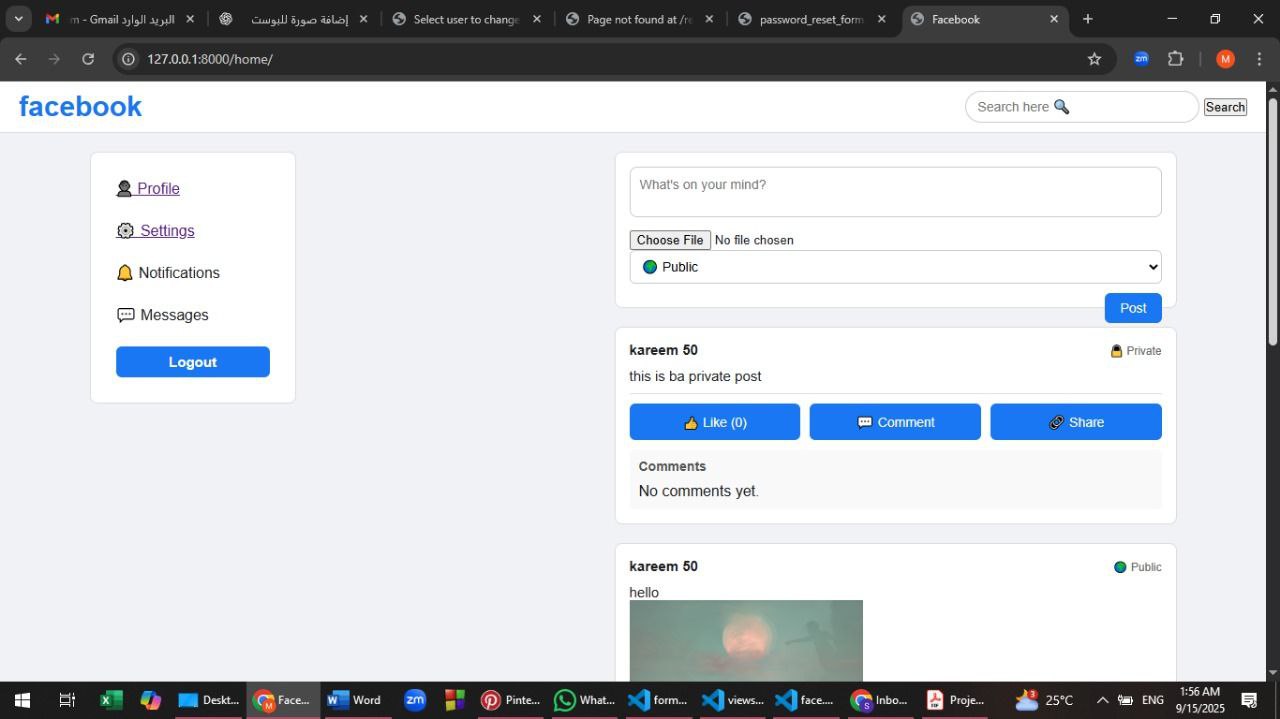 m - Gmail البريد الوارد
إضافة صورة للبوست
Select user to change
Page not found at /re
password_reset_form
Facebook
127.0.0.1:8000/home/
zm
M
facebook
Search here 🔍
Search
👤 Profile
⚙️ Settings
🔔 Notifications
💬 Messages
Logout
What's on your mind?
Choose File No file chosen
🌍 Public
Post
kareem 50
🔒 Private
this is ba private post
👍 Like (0)
💬 Comment
🔗 Share
Comments
No comments yet.
kareem 50
🌍 Public
hello
Deskt...
Face...
Word
zm
Pinte...
What...
form...
views...
face....
Inbo...
Proje...
3
25°C
ENG
1:56 AM
9/15/2025